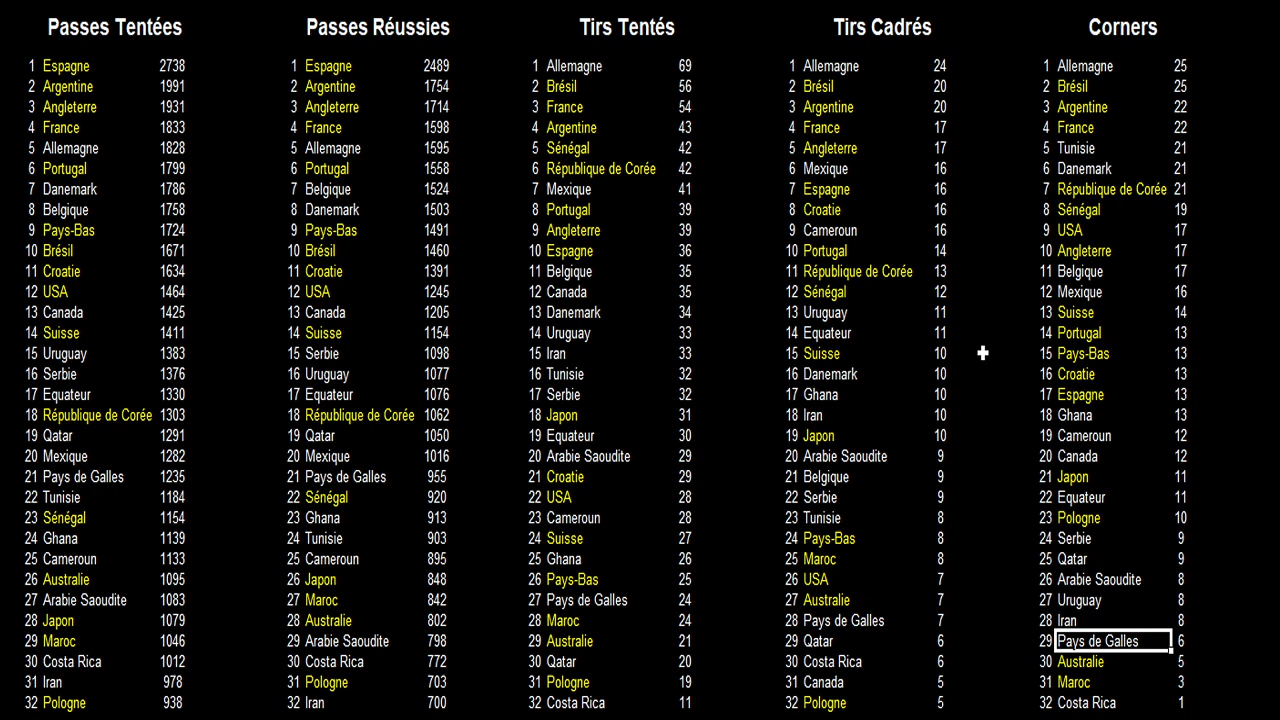 Passes Tentées Passes Réussies Tirs Tentés Tirs Cadrés Corners
1 Espagne 2738 1 Espagne 2489 1 Allemagne 69 1 Allemagne 24 1 Allemagne 25
2 Argentine 1991 2 Argentine 1754 2 Brésil 56 2 Brésil 20 2 Brésil 25
3 Angleterre 1931 3 Angleterre 1714 3 France 54 3 Argentine 20 3 Argentine 22
4 France 1833 4 France 1598 4 Argentine 43 4 France 17 4 France 22
5 Allemagne 1828 5 Allemagne 1595 5 Sénégal 42 5 Angleterre 17 5 Tunisie 21
6 Portugal 1799 6 Portugal 1558 6 République de Corée 42 6 Mexique 16 6 Danemark 21
7 Danemark 1786 7 Belgique 1524 7 Mexique 41 7 Espagne 16 7 République de Corée 21
8 Belgique 1758 8 Danemark 1503 8 Portugal 39 8 Croatie 16 8 Sénégal 19
9 Pays-Bas 1724 9 Pays-Bas 1491 9 Angleterre 39 9 Cameroun 16 9 USA 17
10 Brésil 1671 10 Brésil 1460 10 Espagne 36 10 Portugal 14 10 Angleterre 17
11 Croatie 1634 11 Croatie 1391 11 Belgique 35 11 République de Corée 13 11 Belgique 17
12 USA 1464 12 USA 1245 12 Canada 35 12 Sénégal 12 12 Mexique 16
13 Canada 1425 13 Canada 1205 13 Danemark 34 13 Uruguay 11 13 Suisse 14
14 Suisse 1411 14 Suisse 1154 14 Uruguay 33 14 Equateur 11 14 Portugal 13
15 Uruguay 1383 15 Serbie 1098 15 Iran 33 15 Suisse 10 15 Pays-Bas 13
16 Serbie 1376 16 Uruguay 1077 16 Tunisie 32 16 Danemark 10 16 Croatie 13
17 Equateur 1330 17 Equateur 1076 17 Serbie 32 17 Ghana 10 17 Espagne 13
18 République de Corée 1303 18 République de Corée 1062 18 Japon 31 18 Iran 10 18 Ghana 13
19 Qatar 1291 19 Qatar 1050 19 Equateur 30 19 Japon 10 19 Cameroun 12
20 Mexique 1282 20 Mexique 1016 20 Arabie Saoudite 29 20 Arabie Saoudite 9 20 Canada 12
21 Pays de Galles 1235 21 Pays de Galles 955 21 Croatie 29 21 Belgique 9 21 Japon 11
22 Tunisie 1184 22 Sénégal 920 22 USA 28 22 Serbie 9 22 Equateur 11
23 Sénégal 1154 23 Ghana 913 23 Cameroun 28 23 Tunisie 8 23 Pologne 10
24 Ghana 1139 24 Tunisie 903 24 Suisse 27 24 Pays-Bas 8 24 Serbie 9
25 Cameroun 1133 25 Cameroun 895 25 Ghana 26 25 Maroc 8 25 Qatar 9
26 Australie 1095 26 Japon 848 26 Pays-Bas 25 26 USA 7 26 Arabie Saoudite 8
27 Arabie Saoudite 1083 27 Maroc 842 27 Pays de Galles 24 27 Australie 7 27 Uruguay 8
28 Japon 1079 28 Australie 802 28 Maroc 24 28 Pays de Galles 7 28 Iran 8
29 Maroc 1046 29 Arabie Saoudite 798 29 Australie 21 29 Qatar 6 29 Pays de Galles 6
30 Costa Rica 1012 30 Costa Rica 772 30 Qatar 20 30 Costa Rica 6 30 Australie 5
31 Iran 978 31 Pologne 703 31 Pologne 19 31 Canada 5 31 Maroc 3
32 Pologne 938 32 Iran 700 32 Costa Rica 11 32 Pologne 5 32 Costa Rica 1